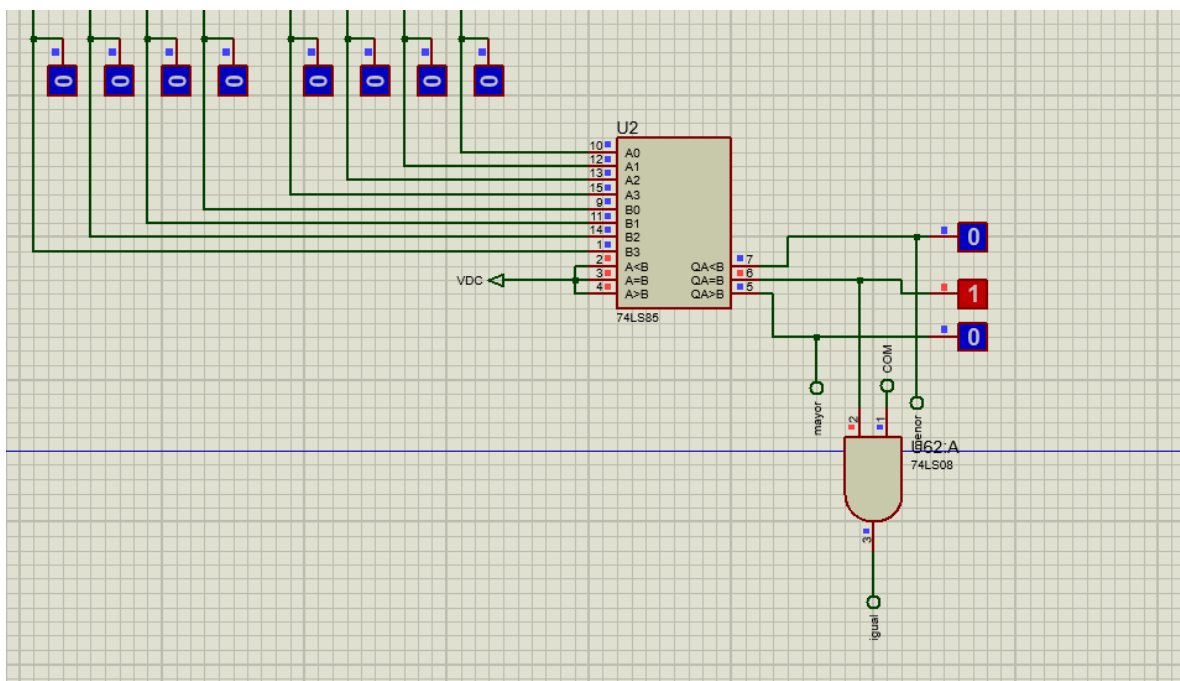 0 0 0 0 0 0 0 0
U2
10 A0
12 A1
13 A2
15 A3
9 B0
11 B1
14 B2
1 B3
2 A<B QA<B 7
3 A=B QA=B 6
4 A>B QA>B 5
VDC
74LS85
0
1
0
mayor
COM
menor
2 1
U62:A
74LS08
3
igual